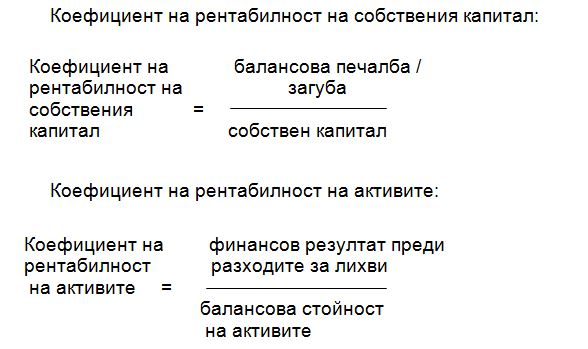 Коефициент на рентабилност на собствения капитал:
Коефициент на балансова печалба /
рентабилност на загуба
собствения =
капитал собствен капитал
Коефициент на рентабилност на активите:
Коефициент на финансов резултат преди
рентабилност разходите за лихви
на активите =
балансова стойност
на активите